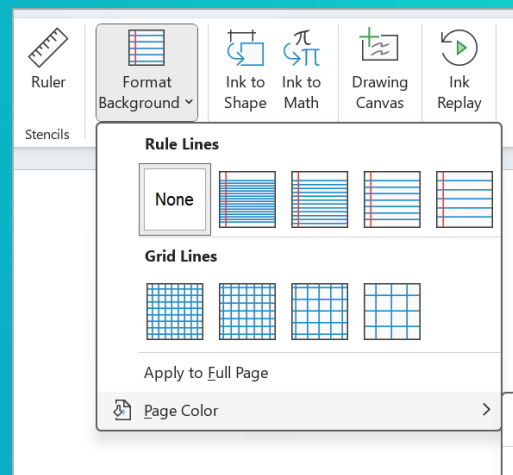 Ruler
Format
Background
Ink to
Shape
Ink to
Math
Drawing
Canvas
Ink
Replay
Stencils
Rule Lines
None
Grid Lines
Apply to Full Page
Page Color